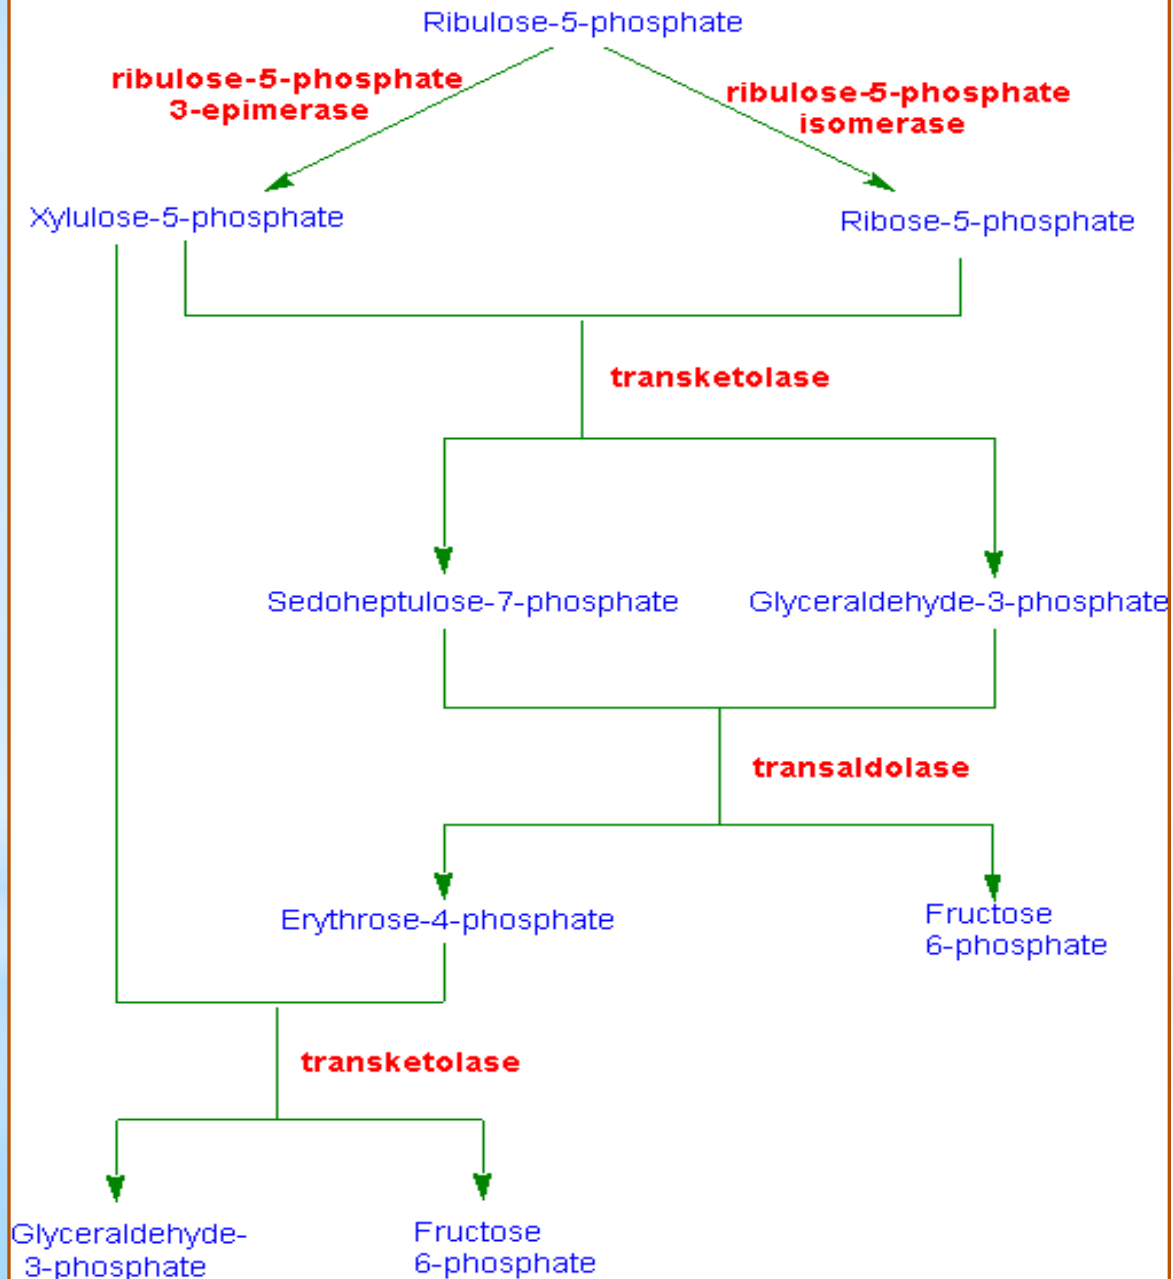 Ribulose-5-phosphate
ribulose-5-phosphate
3-epimerase
ribulose-5-phosphate
isomerase
Xylulose-5-phosphate
Ribose-5-phosphate
transketolase
Sedoheptulose-7-phosphate
Glyceraldehyde-3-phosphate
transaldolase
Erythrose-4-phosphate
Fructose
6-phosphate
transketolase
Glyceraldehyde-
3-phosphate
Fructose
6-phosphate